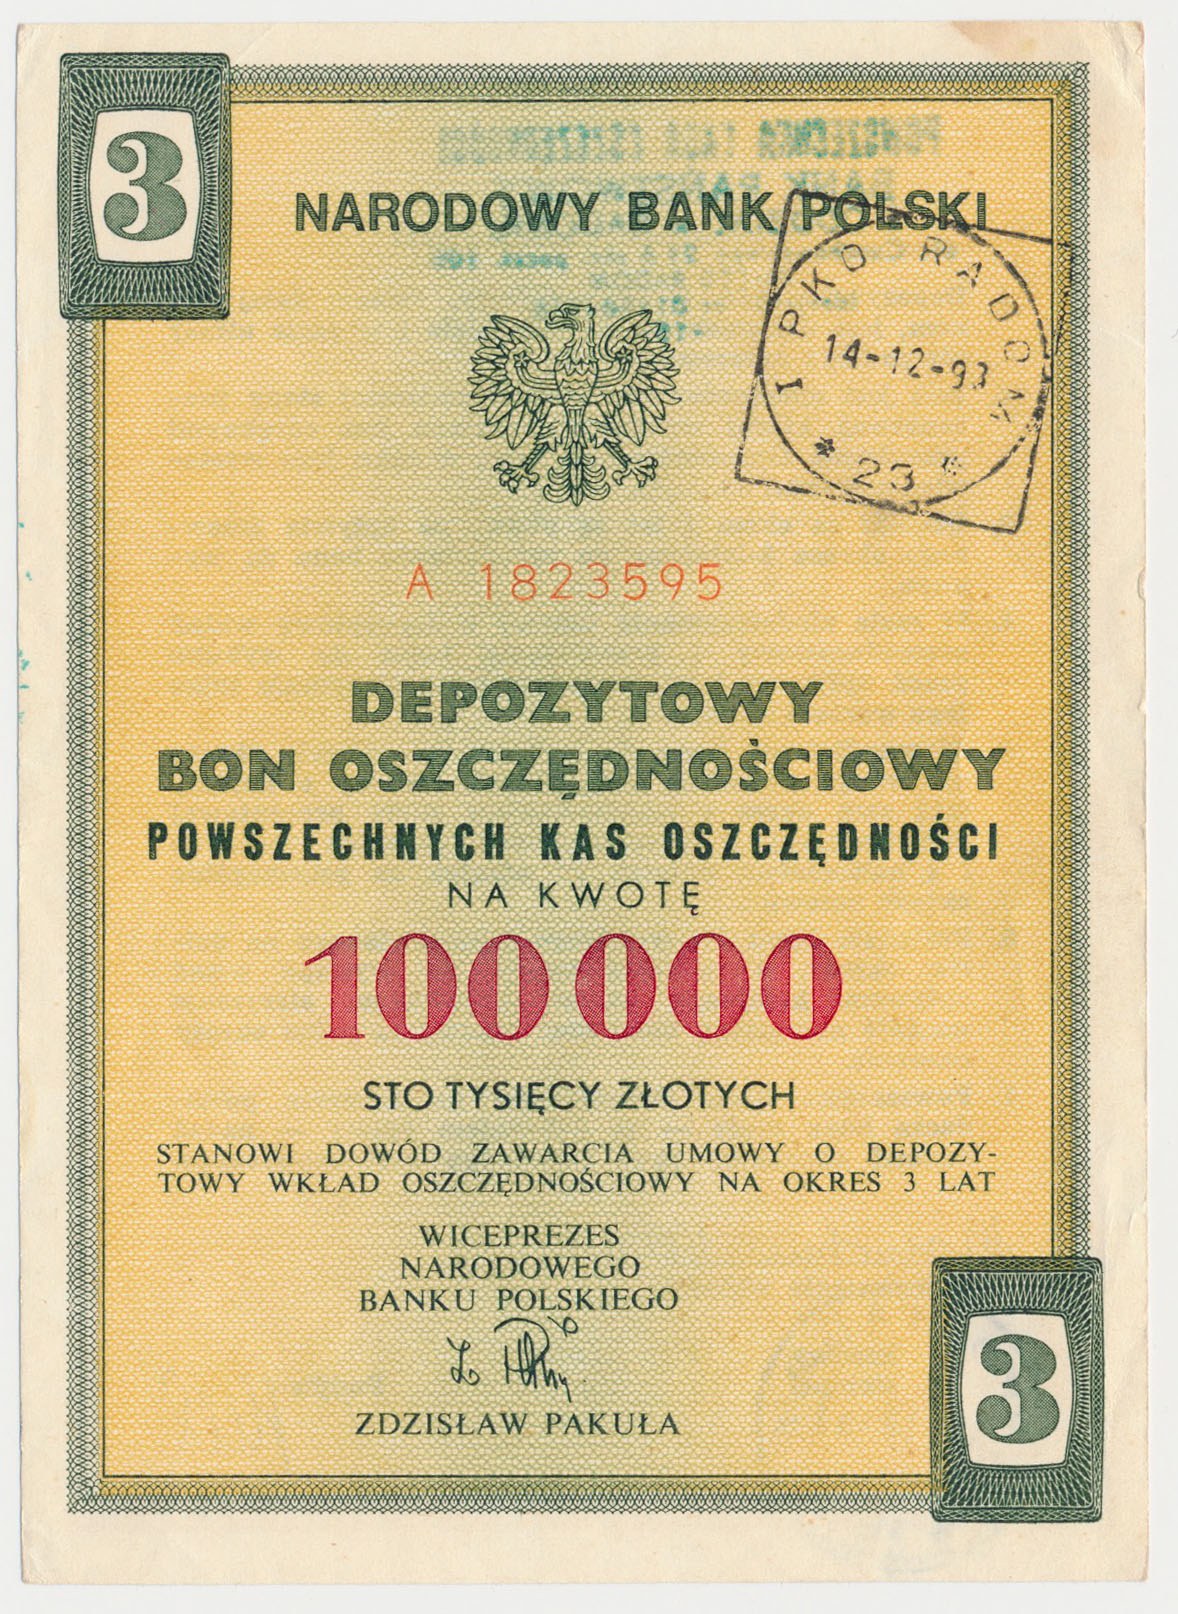 3
NARODOWY BANK POLSKI
I PKO RADOM
14-12-93
* 23 *
A 1823595
DEPOZYTOWY
BON OSZCZĘDNOŚCIOWY
POWSZECHNYCH KAS OSZCZĘDNOŚCI
NA KWOTĘ
100 000
STO TYSIĘCY ZŁOTYCH
STANOWI DOWÓD ZAWARCIA UMOWY O DEPOZY-
TOWY WKŁAD OSZCZĘDNOŚCIOWY NA OKRES 3 LAT
WICEPREZES
NARODOWEGO
BANKU POLSKIEGO
ZDZISŁAW PAKUŁA
3